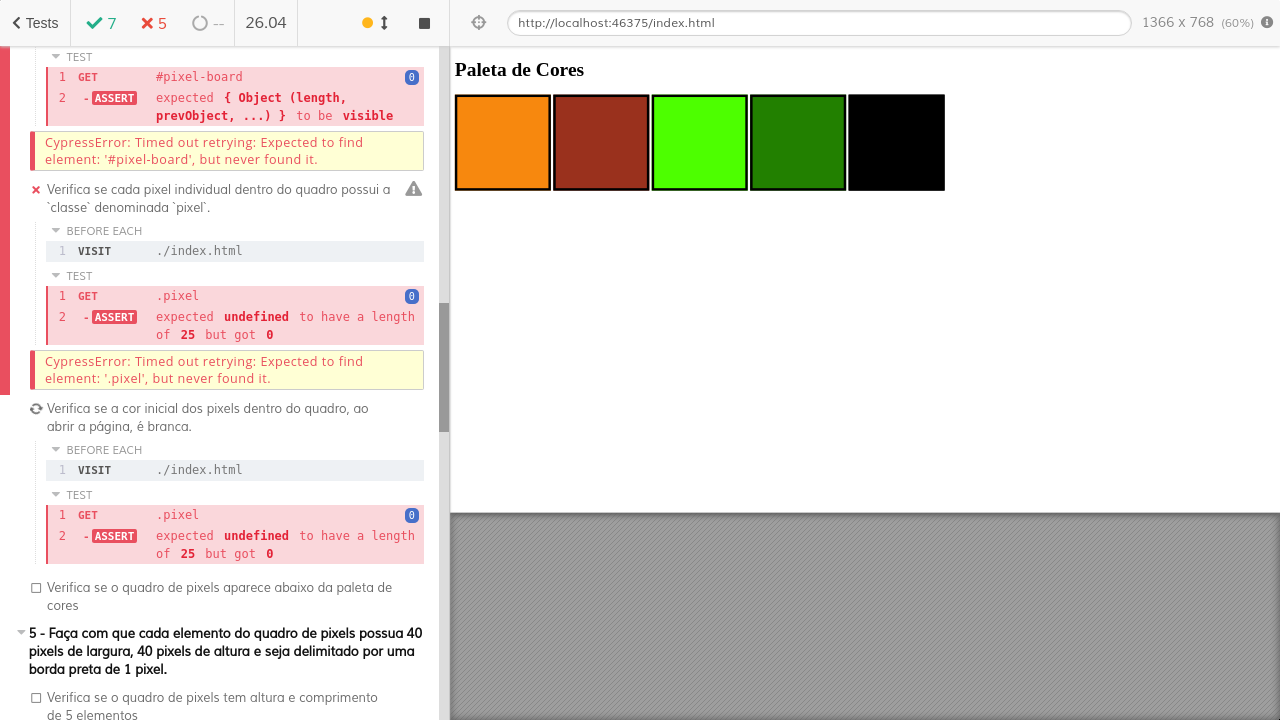 Tests 7 5 -- 26.04
http://localhost:46375/index.html 1366 x 768 (60%)
TEST
1 GET #pixel-board 0
2 -ASSERT expected { Object (length,
prevObject, ...) } to be visible
CypressError: Timed out retrying: Expected to find
element: '#pixel-board', but never found it.
Verifica se cada pixel individual dentro do quadro possui a
`classe` denominada `pixel`.
BEFORE EACH
1 VISIT ./index.html
TEST
1 GET .pixel 0
2 -ASSERT expected undefined to have a length
of 25 but got 0
CypressError: Timed out retrying: Expected to find
element: '.pixel', but never found it.
Verifica se a cor inicial dos pixels dentro do quadro, ao
abrir a página, é branca.
BEFORE EACH
1 VISIT ./index.html
TEST
1 GET .pixel 0
2 -ASSERT expected undefined to have a length
of 25 but got 0
Verifica se o quadro de pixels aparece abaixo da paleta de
cores
5 - Faça com que cada elemento do quadro de pixels possua 40
pixels de largura, 40 pixels de altura e seja delimitado por uma
borda preta de 1 pixel.
Verifica se o quadro de pixels tem altura e comprimento
de 5 elementos
Paleta de Cores